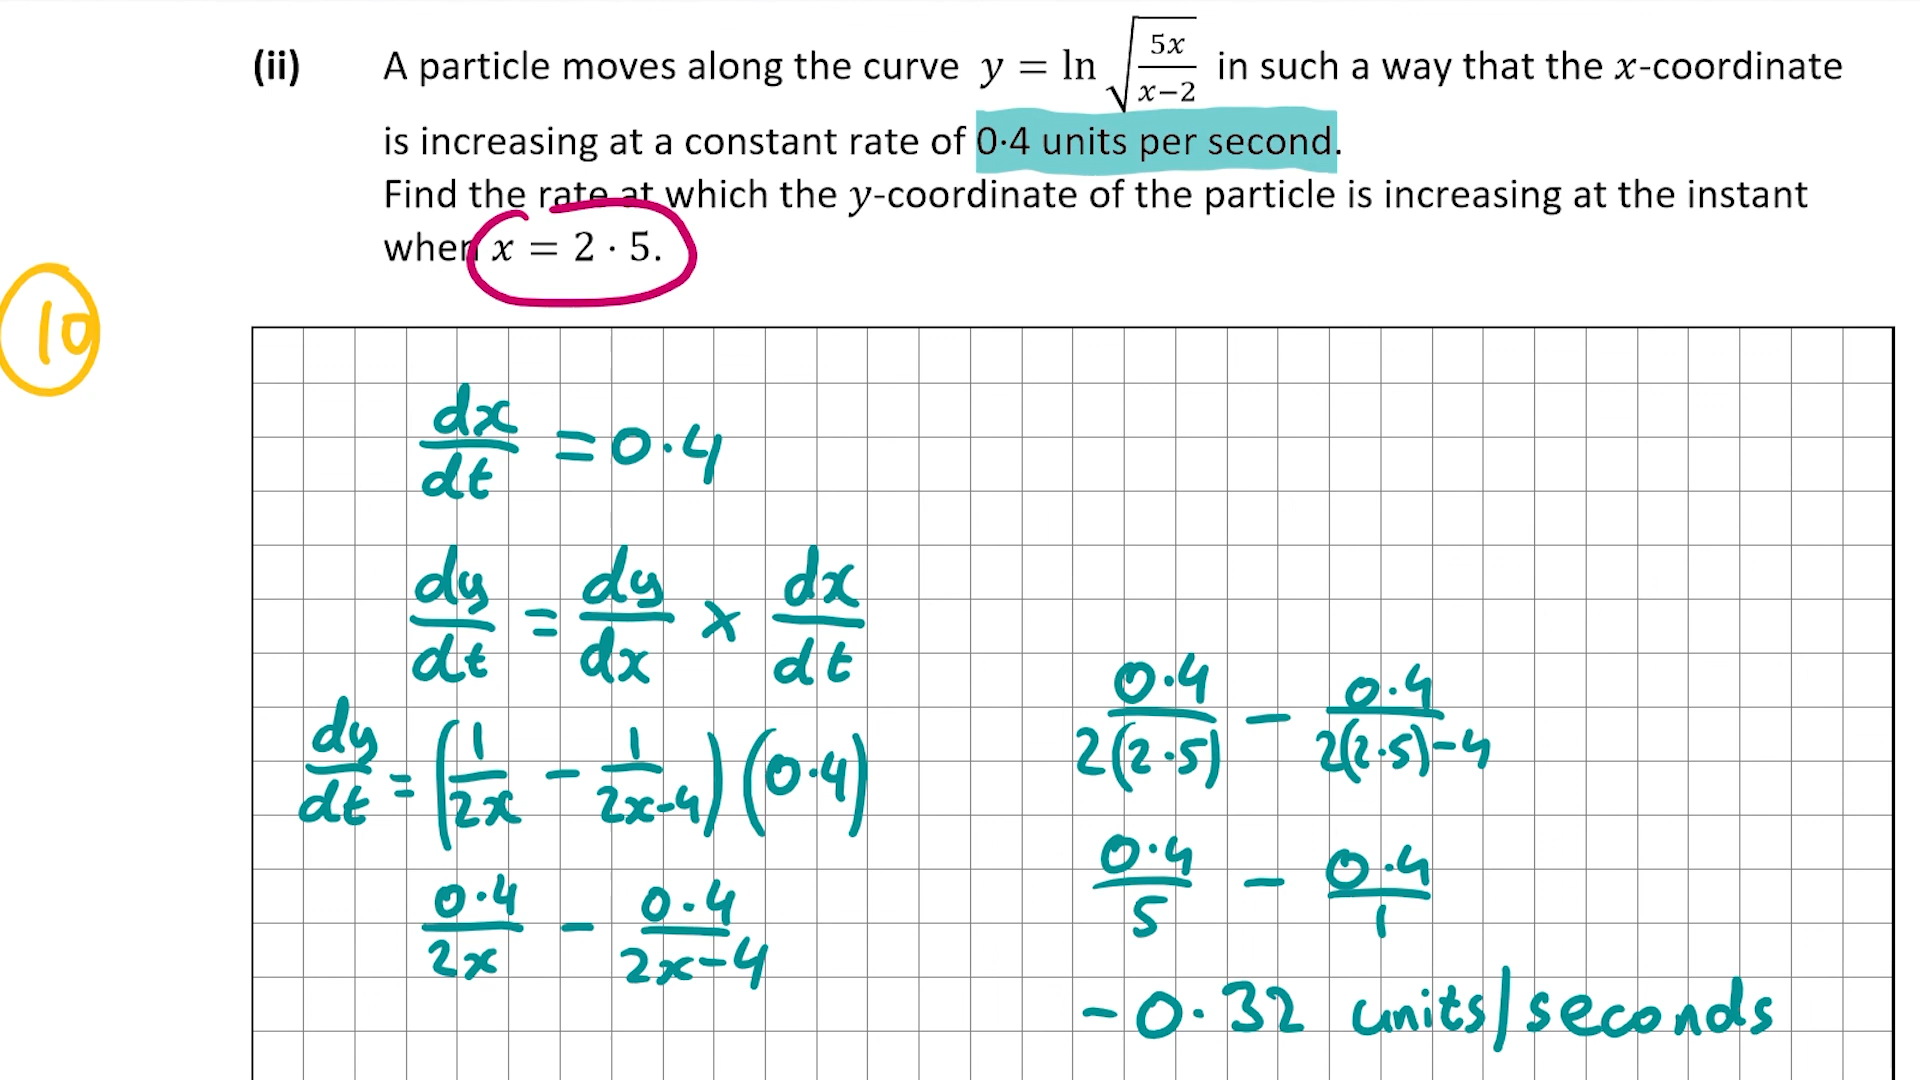 (ii) A particle moves along the curve y = ln √(5x/(x−2)) in such a way that the x-coordinate
is increasing at a constant rate of 0·4 units per second.
Find the rate at which the y-coordinate of the particle is increasing at the instant
when x = 2 · 5.
10
dx/dt = 0·4
dy/dt = dy/dx × dx/dt
dy/dt = (1/2x − 1/2x−4)(0·4)
0·4/2x − 0·4/2x−4
0·4/2(2·5) − 0·4/2(2·5)−4
0·4/5 − 0·4/1
−0·32 units/seconds